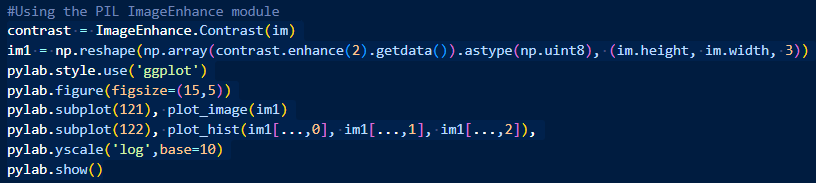 #Using the PIL ImageEnhance module
contrast = ImageEnhance.Contrast(im)
im1 = np.reshape(np.array(contrast.enhance(2).getdata()).astype(np.uint8), (im.height, im.width, 3))
pylab.style.use('ggplot')
pylab.figure(figsize=(15,5))
pylab.subplot(121), plot_image(im1)
pylab.subplot(122), plot_hist(im1[...,0], im1[...,1], im1[...,2]),
pylab.yscale('log',base=10)
pylab.show()